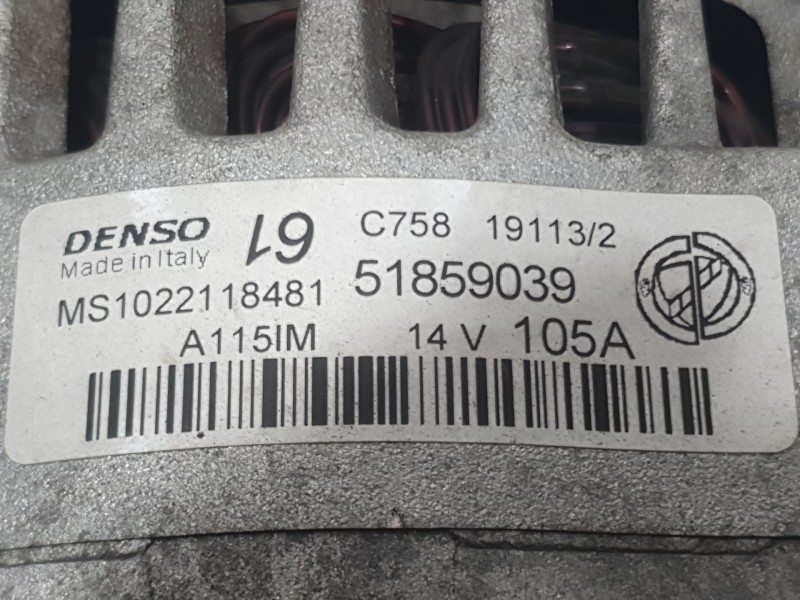 DENSO 61 C758 19113/2
Made in Italy
MS1022118481 51859039
A115IM 14 V 105A